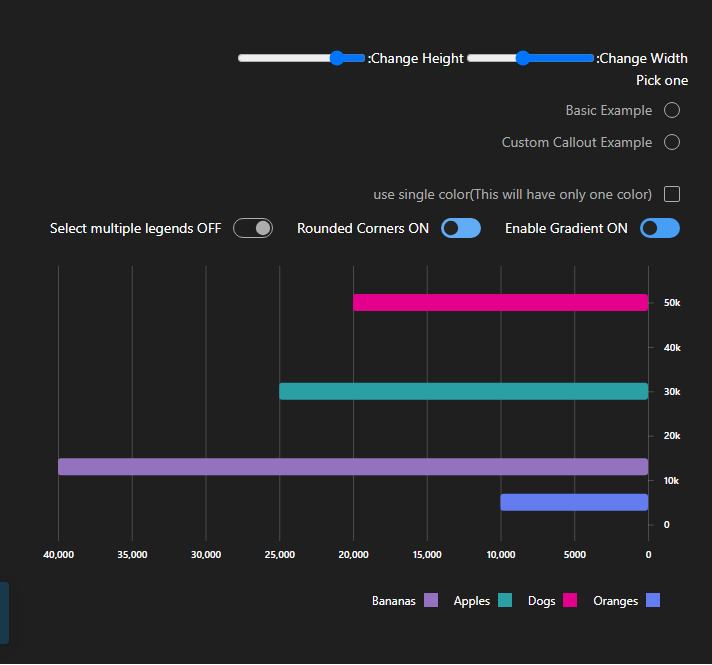 :Change Height :Change Width
Pick one
Basic Example
Custom Callout Example
use single color(This will have only one color)
Select multiple legends OFF Rounded Corners ON Enable Gradient ON
50k
40k
30k
20k
10k
0
40,000 35,000 30,000 25,000 20,000 15,000 10,000 5000 0
Bananas Apples Dogs Oranges